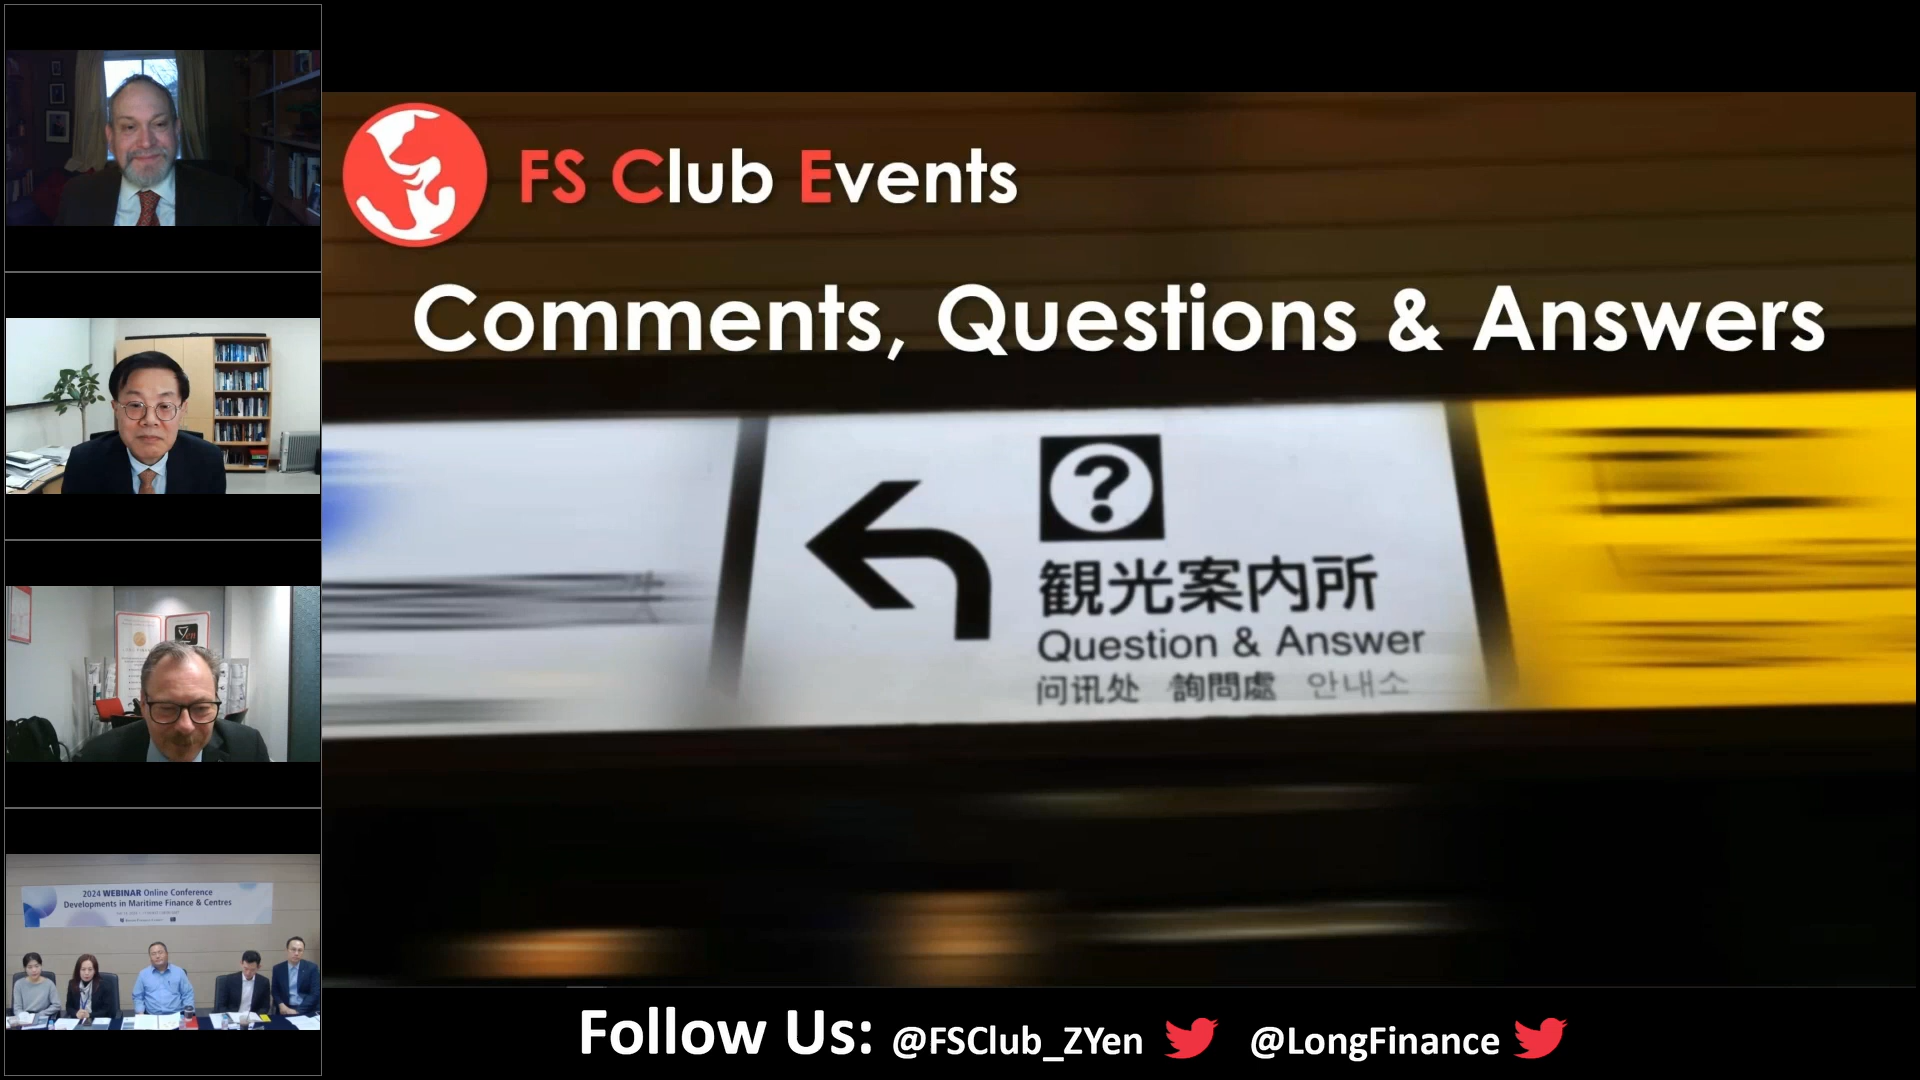 FS Club Events
Comments, Questions & Answers
?
観光案内所
Question & Answer
问讯处 詢問處 안내소
2024 WEBINAR Online Conference
Developments in Maritime Finance & Centres
Follow Us: @FSClub_ZYen @LongFinance